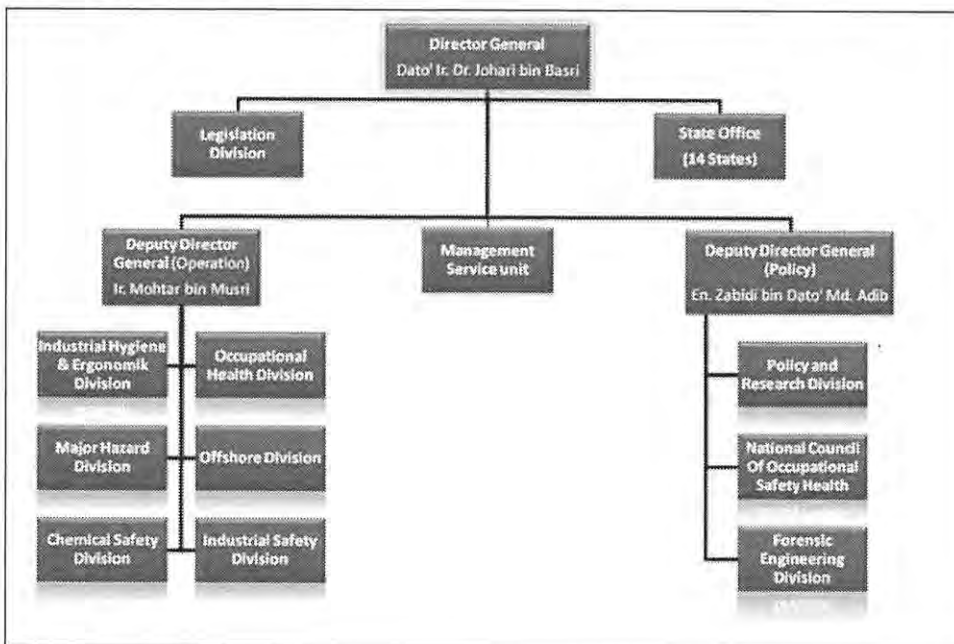 Director General
Dato' Ir. Dr. Johari bin Basri
Legislation
Division
State Office
(14 States)
Deputy Director
General (Operation)
Ir. Mohtar bin Musri
Management
Service unit
Deputy Director General
(Policy)
En. Zabidi bin Dato' Md. Adib
Industrial Hygiene
& Ergonomik
Division
Occupational
Health Division
Policy and
Research Division
Major Hazard
Division
Offshore Division
National Council
Of Occupational
Safety Health
Chemical Safety
Division
Industrial Safety
Division
Forensic
Engineering
Division